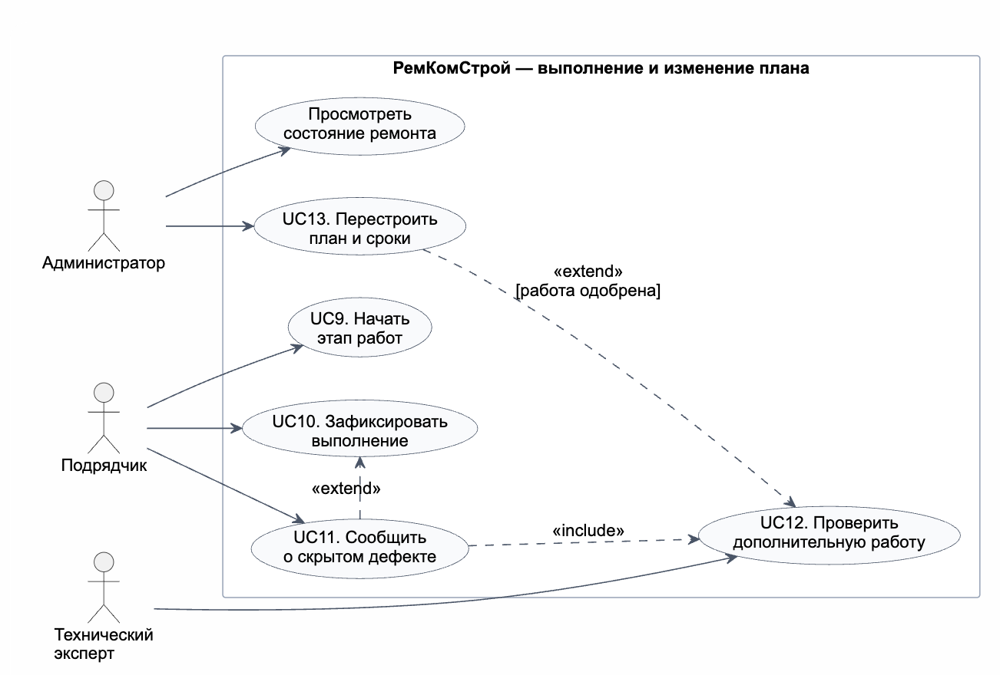 РемКомСтрой — выполнение и изменение плана
Просмотреть
состояние ремонта
UC13. Перестроить
план и сроки
Администратор
«extend»
[работа одобрена]
UC9. Начать
этап работ
UC10. Зафиксировать
выполнение
Подрядчик
«extend»
UC11. Сообщить
о скрытом дефекте
«include»
UC12. Проверить
дополнительную работу
Технический
эксперт